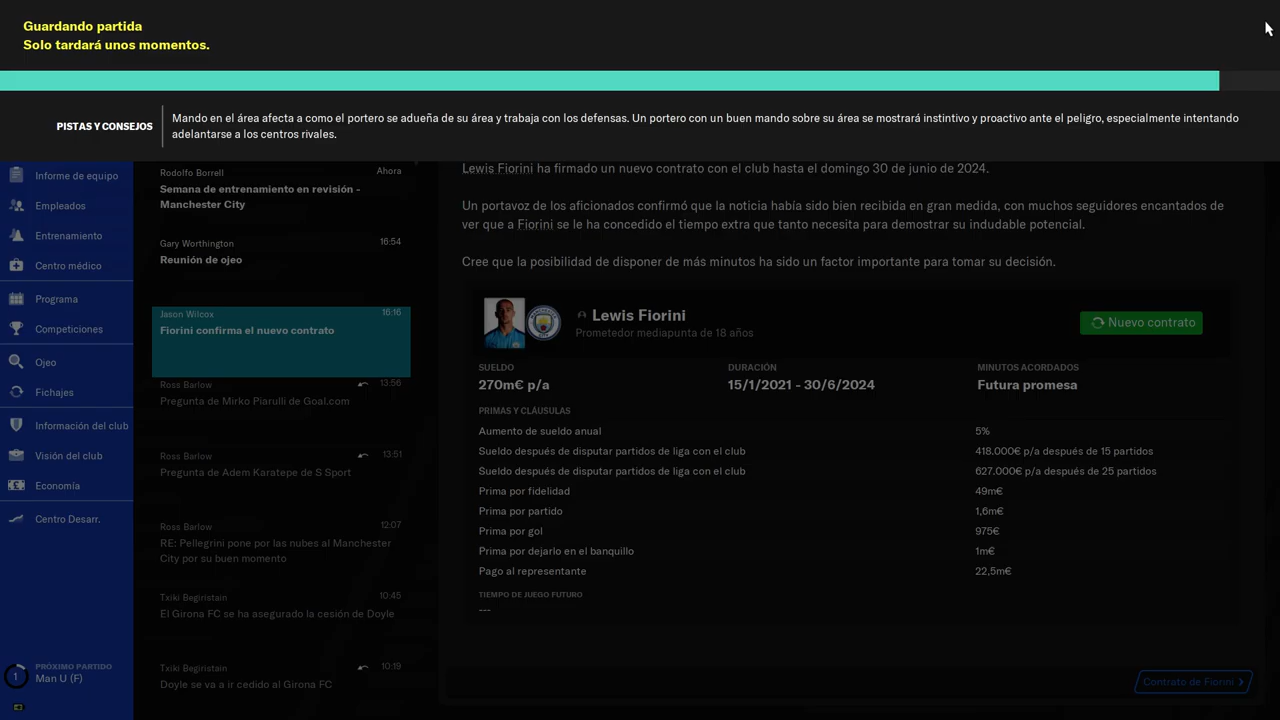 Guardando partida
Solo tardará unos momentos.
PISTAS Y CONSEJOS
Mando en el área afecta a como el portero se adueña de su área y trabaja con los defensas. Un portero con un buen mando sobre su área se mostrará instintivo y proactivo ante el peligro, especialmente intentando
adelantarse a los centros rivales.
Informe de equipo
Empleados
Entrenamiento
Centro médico
Programa
Competiciones
Ojeo
Fichajes
Información del club
Visión del club
Economía
Centro Desarr.
PRÓXIMO PARTIDO
1
Man U (F)
Rodolfo Borrell
Ahora
Semana de entrenamiento en revisión -
Manchester City
Gary Worthington
16:54
Reunión de ojeo
Jason Wilcox
16:16
Fiorini confirma el nuevo contrato
Ross Barlow
13:56
Pregunta de Mirko Piarulli de Goal.com
Ross Barlow
13:51
Pregunta de Adem Karatepe de S Sport
Ross Barlow
12:07
RE: Pellegrini pone por las nubes al Manchester
City por su buen momento
Txiki Begiristain
10:45
El Girona FC se ha asegurado la cesión de Doyle
Txiki Begiristain
10:19
Doyle se va a ir cedido al Girona FC
Lewis Fiorini ha firmado un nuevo contrato con el club hasta el domingo 30 de junio de 2024.
Un portavoz de los aficionados confirmó que la noticia había sido bien recibida en gran medida, con muchos seguidores encantados de
ver que a Fiorini se le ha concedido el tiempo extra que tanto necesita para demostrar su indudable potencial.
Cree que la posibilidad de disponer de más minutos ha sido un factor importante para tomar su decisión.
Lewis Fiorini
Prometedor mediapunta de 18 años
Nuevo contrato
SUELDO
DURACIÓN
MINUTOS ACORDADOS
270m€ p/a
15/1/2021 - 30/6/2024
Futura promesa
PRIMAS Y CLÁUSULAS
Aumento de sueldo anual
5%
Sueldo después de disputar partidos de liga con el club
418.000€ p/a después de 15 partidos
Sueldo después de disputar partidos de liga con el club
627.000€ p/a después de 25 partidos
Prima por fidelidad
49m€
Prima por partido
1,6m€
Prima por gol
975€
Prima por dejarlo en el banquillo
1m€
Pago al representante
22,5m€
TIEMPO DE JUEGO FUTURO
---
Contrato de Fiorini